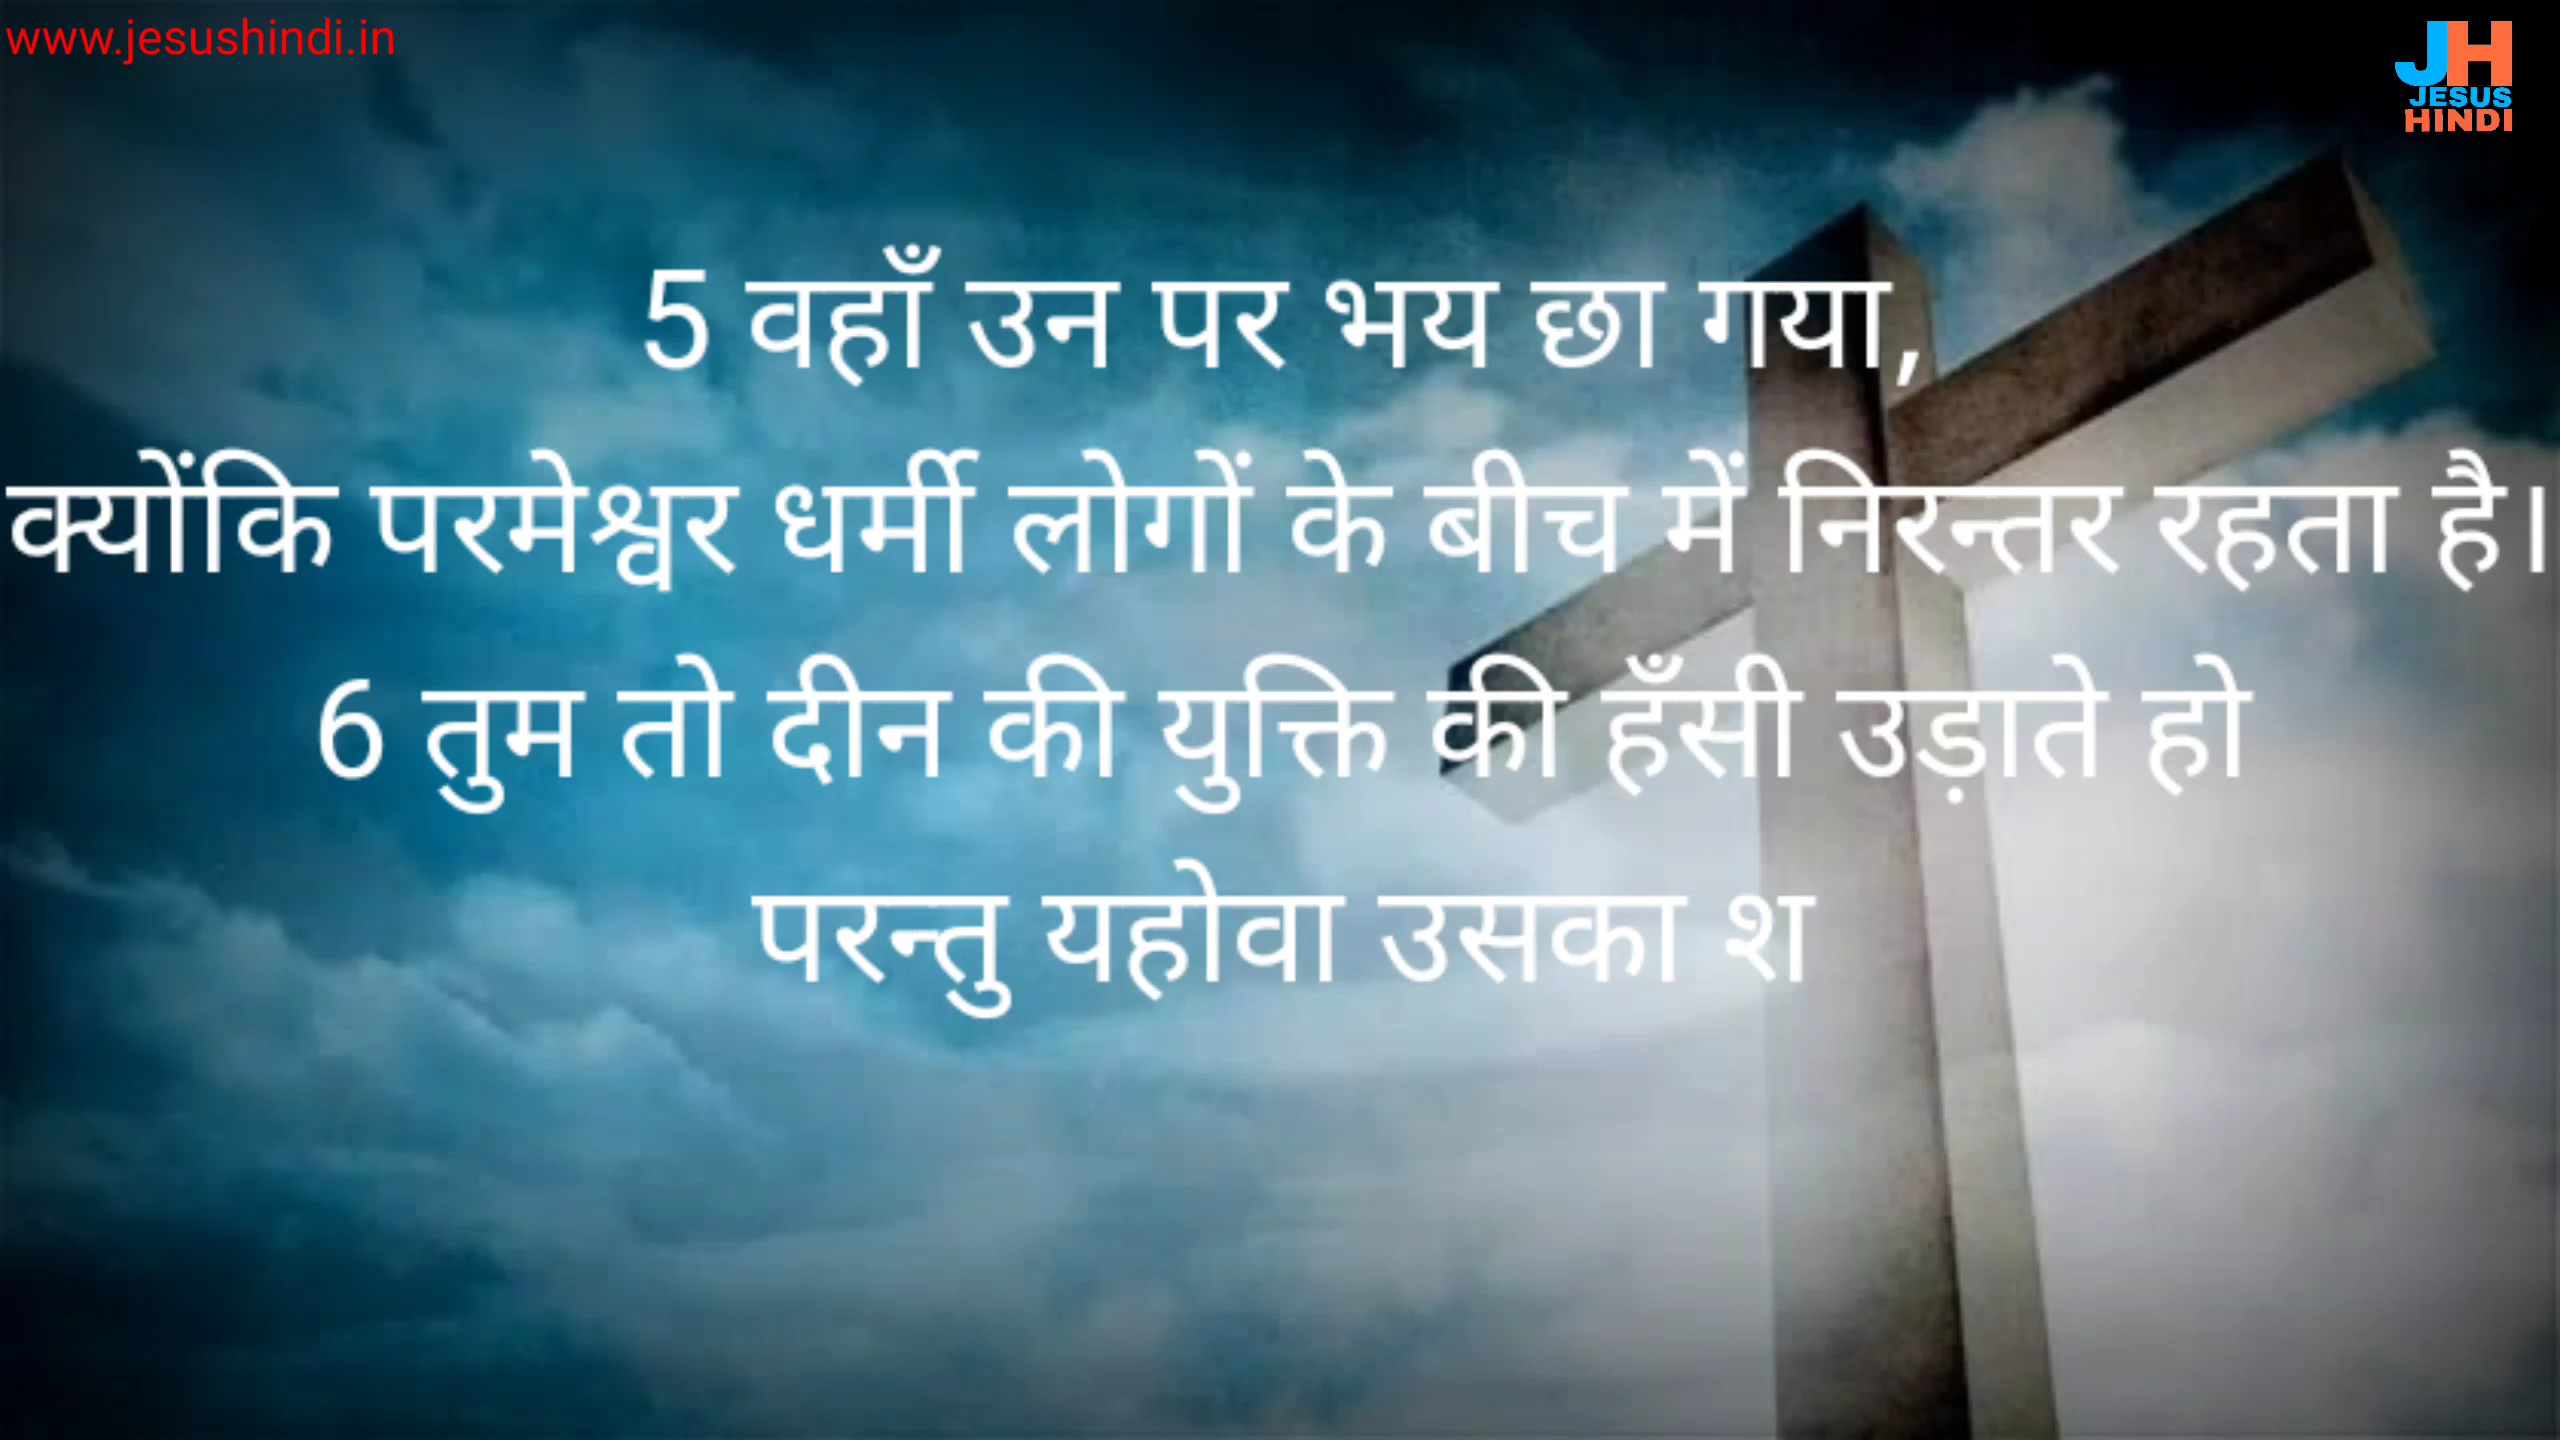 www.jesushindi.in
JH
JESUS
HINDI
5 वहाँ उन पर भय छा गया,
क्योंकि परमेश्वर धर्मी लोगों के बीच में निरन्तर रहता है।
6 तुम तो दीन की युक्ति की हँसी उड़ाते हो
परन्तु यहोवा उसका श